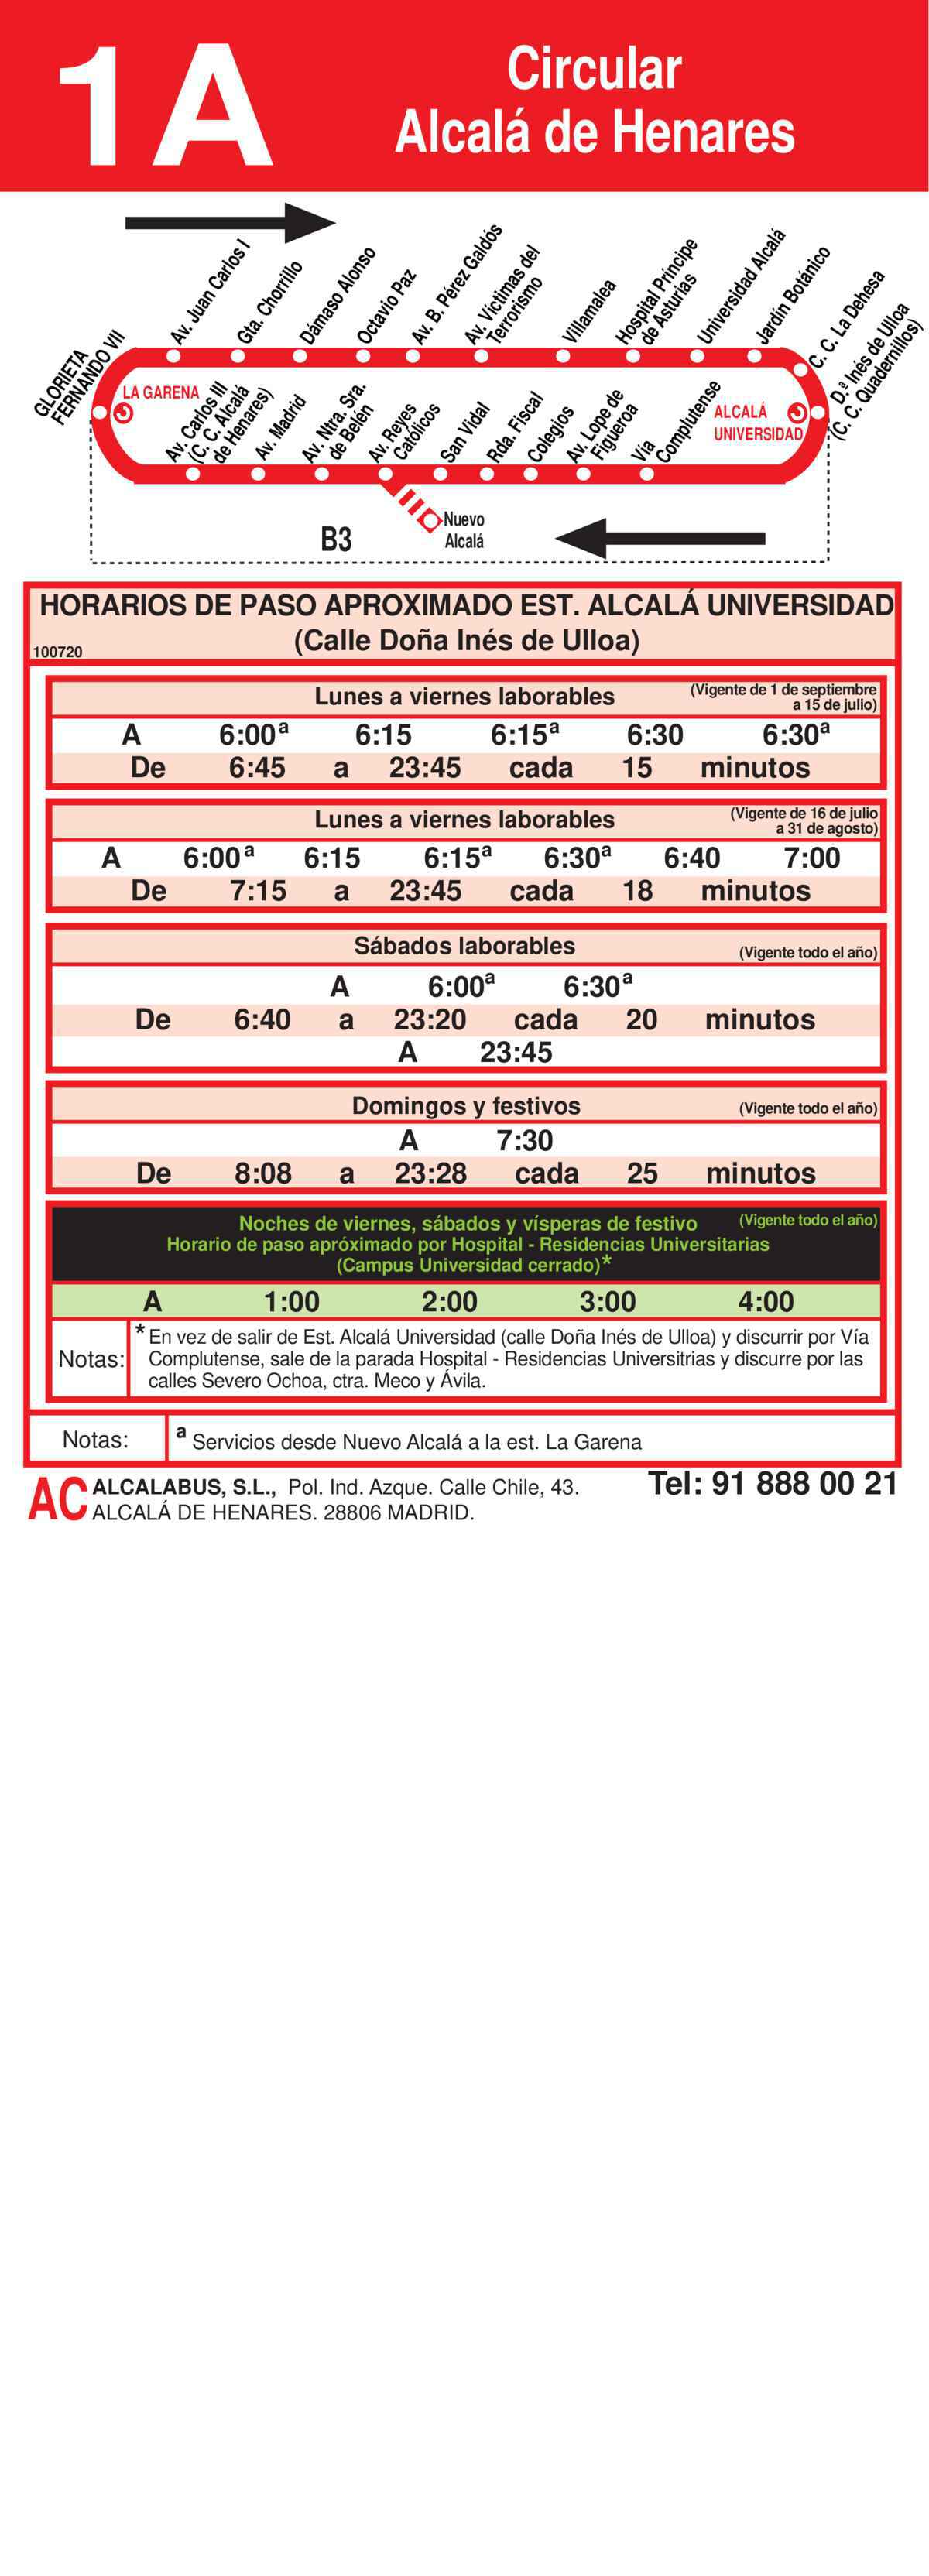 1A
Circular
Alcalá de Henares
GLORIETA
FERNANDO VII
Av. Juan Carlos I
Gta. Chorrillo
Dámaso Alonso
Octavio Paz
Av. B. Pérez Galdós
Av. Víctimas del
Terrorismo
Villamalea
Hospital Príncipe
de Asturias
Universidad Alcalá
Jardín Botánico
C. C. La Dehesa
D.ª Inés de Ulloa
(C. C. Quadernillos)
LA GARENA
Av. Carlos III
(C. C. Alcalá
de Henares)
Av. Madrid
Av. Ntra. Sra.
de Belén
Av. Reyes
Católicos
San Vidal
Rda. Fiscal
Colegios
Av. Lope de
Figueroa
Vía
Complutense
ALCALÁ
UNIVERSIDAD
Nuevo
Alcalá
B3
HORARIOS DE PASO APROXIMADO EST. ALCALÁ UNIVERSIDAD
(Calle Doña Inés de Ulloa)
100720
Lunes a viernes laborables (Vigente de 1 de septiembre
a 15 de julio)
A 6:00ª 6:15 6:15ª 6:30 6:30ª
De 6:45 a 23:45 cada 15 minutos
Lunes a viernes laborables (Vigente de 16 de julio
a 31 de agosto)
A 6:00ª 6:15 6:15ª 6:30ª 6:40 7:00
De 7:15 a 23:45 cada 18 minutos
Sábados laborables (Vigente todo el año)
A 6:00ª 6:30ª
De 6:40 a 23:20 cada 20 minutos
A 23:45
Domingos y festivos (Vigente todo el año)
A 7:30
De 8:08 a 23:28 cada 25 minutos
Noches de viernes, sábados y vísperas de festivo (Vigente todo el año)
Horario de paso apróximado por Hospital - Residencias Universitarias
(Campus Universidad cerrado)*
A 1:00 2:00 3:00 4:00
* En vez de salir de Est. Alcalá Universidad (calle Doña Inés de Ulloa) y discurrir por Vía
Notas: Complutense, sale de la parada Hospital - Residencias Universitrias y discurre por las
calles Severo Ochoa, ctra. Meco y Ávila.
Notas: ª Servicios desde Nuevo Alcalá a la est. La Garena
AC ALCALABUS, S.L., Pol. Ind. Azque. Calle Chile, 43. Tel: 91 888 00 21
ALCALÁ DE HENARES. 28806 MADRID.